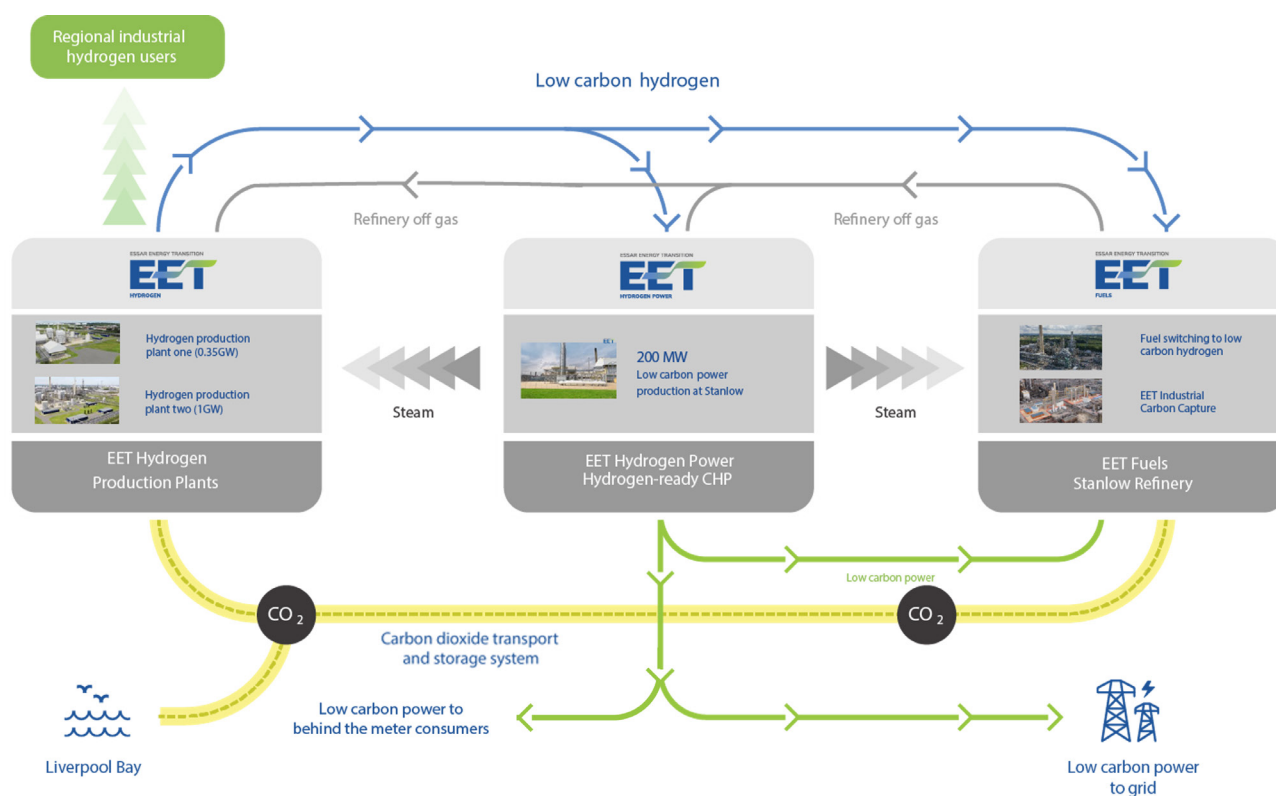 Regional industrial
hydrogen users
Low carbon hydrogen
Refinery off gas
Refinery off gas
ESSAR ENERGY TRANSITION
EET
HYDROGEN
ESSAR ENERGY TRANSITION
EET
HYDROGEN POWER
ESSAR ENERGY TRANSITION
EET
FUELS
Hydrogen production
plant one (0.35GW)
Hydrogen production
plant two (1GW)
Steam
EET
200 MW
Low carbon power
production at Stanlow
Steam
Fuel switching to low
carbon hydrogen
EET Industrial
Carbon Capture
EET Hydrogen
Production Plants
EET Hydrogen Power
Hydrogen-ready CHP
EET Fuels
Stanlow Refinery
Low carbon power
CO2
CO2
Carbon dioxide transport
and storage system
Low carbon power to
behind the meter consumers
Liverpool Bay
Low carbon power
to grid